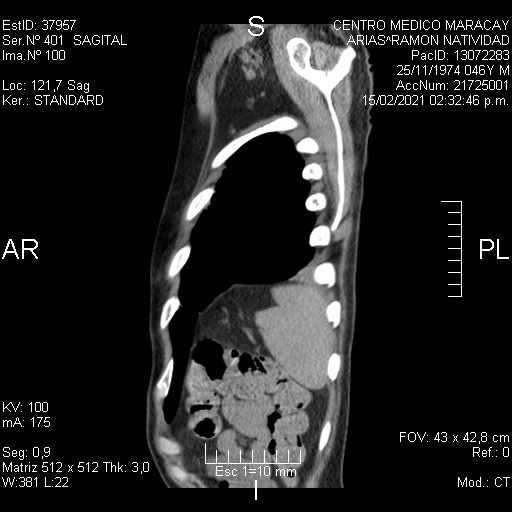 EstID: 37957
Ser.Nº 401 SAGITAL
Ima.Nº 100
Loc: 121,7 Sag
Ker.: STANDARD
S
CENTRO MEDICO MARACAY
ARIAS^RAMON NATIVIDAD
PacID: 13072283
25/11/1974 046Y M
AccNum: 21725001
15/02/2021 02:32:46 p.m.
AR
PL
KV: 100
mA: 175
Seg: 0,9
Matriz 512 x 512 Thk: 3,0
W:381 L:22
Esc 1=10 mm
I
FOV: 43 x 42,8 cm
Ref.: 0
Mod.: CT